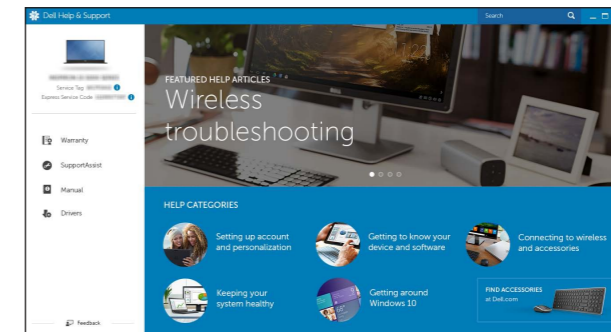 Dell Help & Support
Search
Service Tag:
Express Service Code:
Warranty
SupportAssist
Manual
Drivers
Feedback
FEATURED HELP ARTICLES
Wireless
troubleshooting
HELP CATEGORIES
Setting up account
and personalization
Getting to know your
device and software
Connecting to wireless
and accessories
Keeping your
system healthy
Getting around
Windows 10
FIND ACCESSORIES
at Dell.com